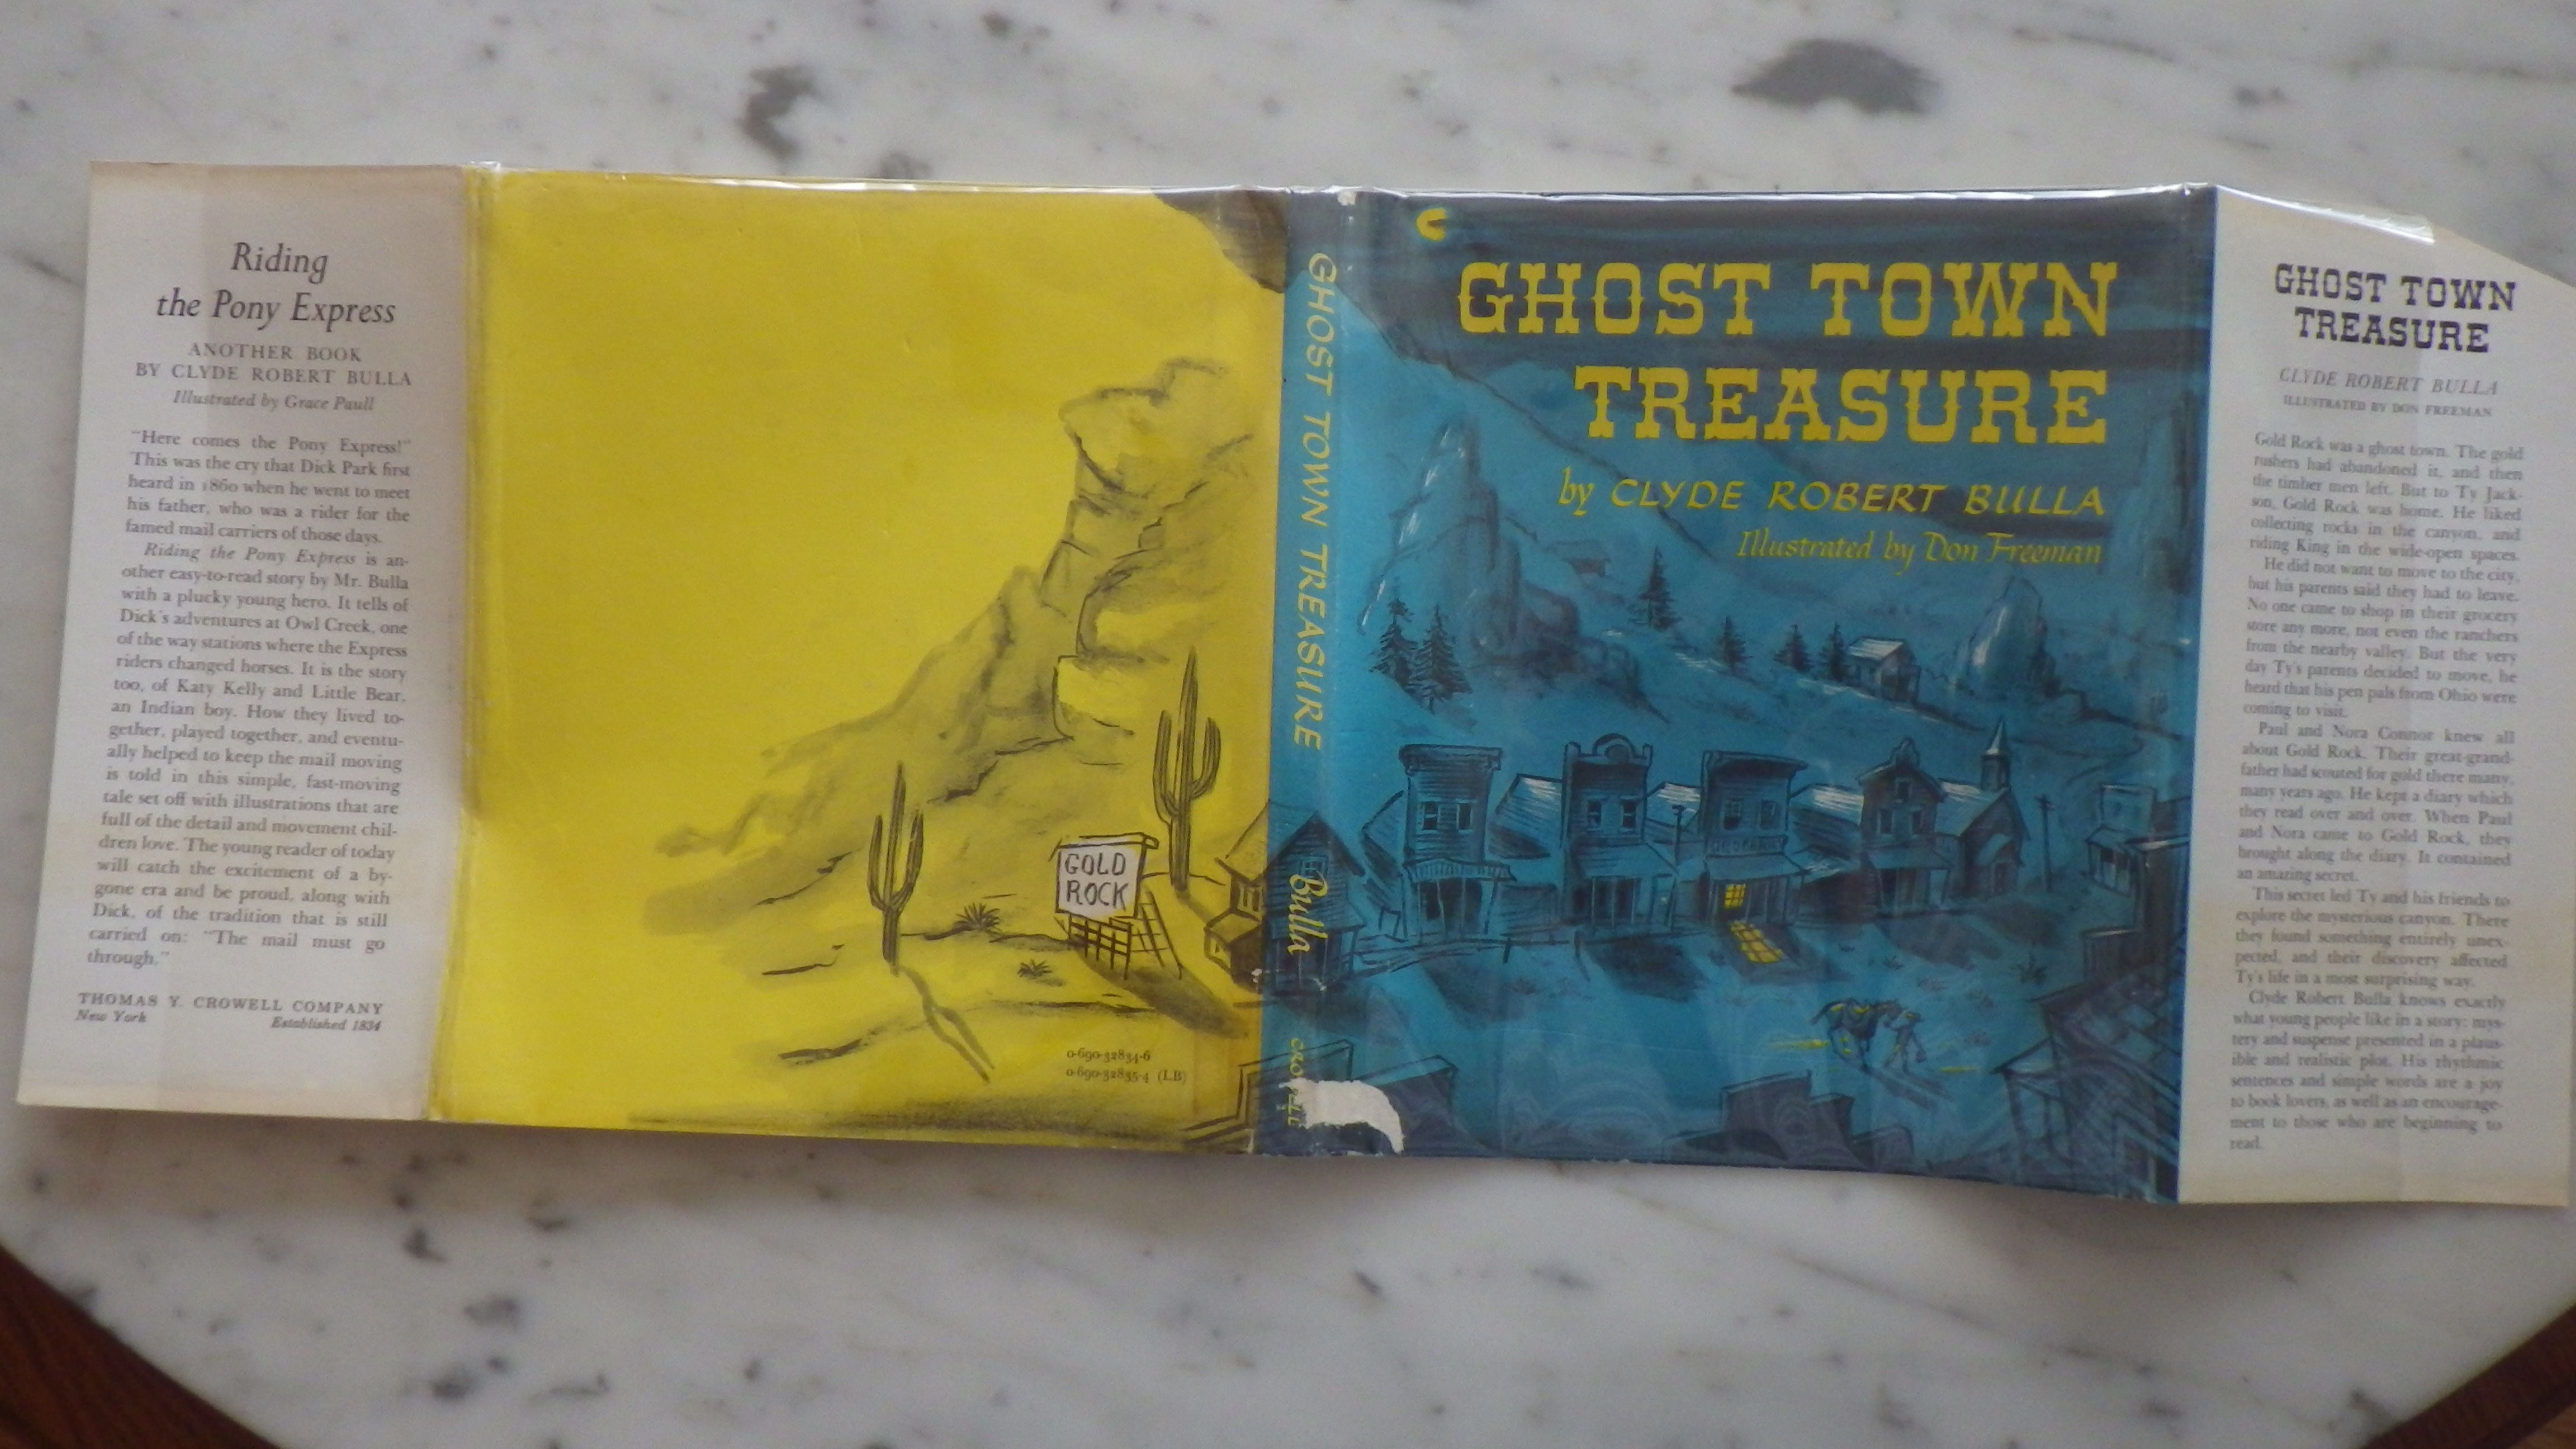 Riding
the Pony Express
ANOTHER BOOK
BY CLYDE ROBERT BULLA
Illustrated by Grace Paull
"Here comes the Pony Express!"
This was the cry that Dick Park first
heard in 1860 when he went to meet
his father, who was a rider for the
famed mail carriers of those days.
Riding the Pony Express is an-
other easy-to-read story by Mr. Bulla
with a plucky young hero. It tells of
Dick's adventures at Owl Creek, one
of the way stations where the Express
riders changed horses. It is the story
too, of Katy Kelly and Little Bear,
an Indian boy. How they lived to-
gether, played together, and eventu-
ally helped to keep the mail moving
is told in this simple, fast-moving
tale set off with illustrations that are
full of the detail and movement chil-
dren love. The young reader of today
will catch the excitement of a by-
gone era and be proud, along with
Dick, of the tradition that is still
carried on: "The mail must go
through."
THOMAS Y. CROWELL COMPANY
New York Established 1834
GOLD
ROCK
0-690-32834-6
0-690-32835-4 (LB)
GHOST TOWN TREASURE
Bulla
CROWELL
C
GHOST TOWN
TREASURE
by CLYDE ROBERT BULLA
Illustrated by Don Freeman
GHOST TOWN
TREASURE
CLYDE ROBERT BULLA
ILLUSTRATED BY DON FREEMAN
Gold Rock was a ghost town. The gold
rushers had abandoned it, and then
the timber men left. But to Ty Jack-
son, Gold Rock was home. He liked
collecting rocks in the canyon, and
riding King in the wide-open spaces.
He did not want to move to the city,
but his parents said they had to leave.
No one came to shop in their grocery
store any more, not even the ranchers
from the nearby valley. But the very
day Ty's parents decided to move, he
heard that his pen pals from Ohio were
coming to visit.
Paul and Nora Connor knew all
about Gold Rock. Their great-grand-
father had scouted for gold there many,
many years ago. He kept a diary which
they read over and over. When Paul
and Nora came to Gold Rock, they
brought along the diary. It contained
an amazing secret.
This secret led Ty and his friends to
explore the mysterious canyon. There
they found something entirely unex-
pected, and their discovery affected
Ty's life in a most surprising way.
Clyde Robert Bulla knows exactly
what young people like in a story: mys-
tery and suspense presented in a plaus-
ible and realistic plot. His rhythmic
sentences and simple words are a joy
to book lovers, as well as an encourage-
ment to those who are beginning to
read.